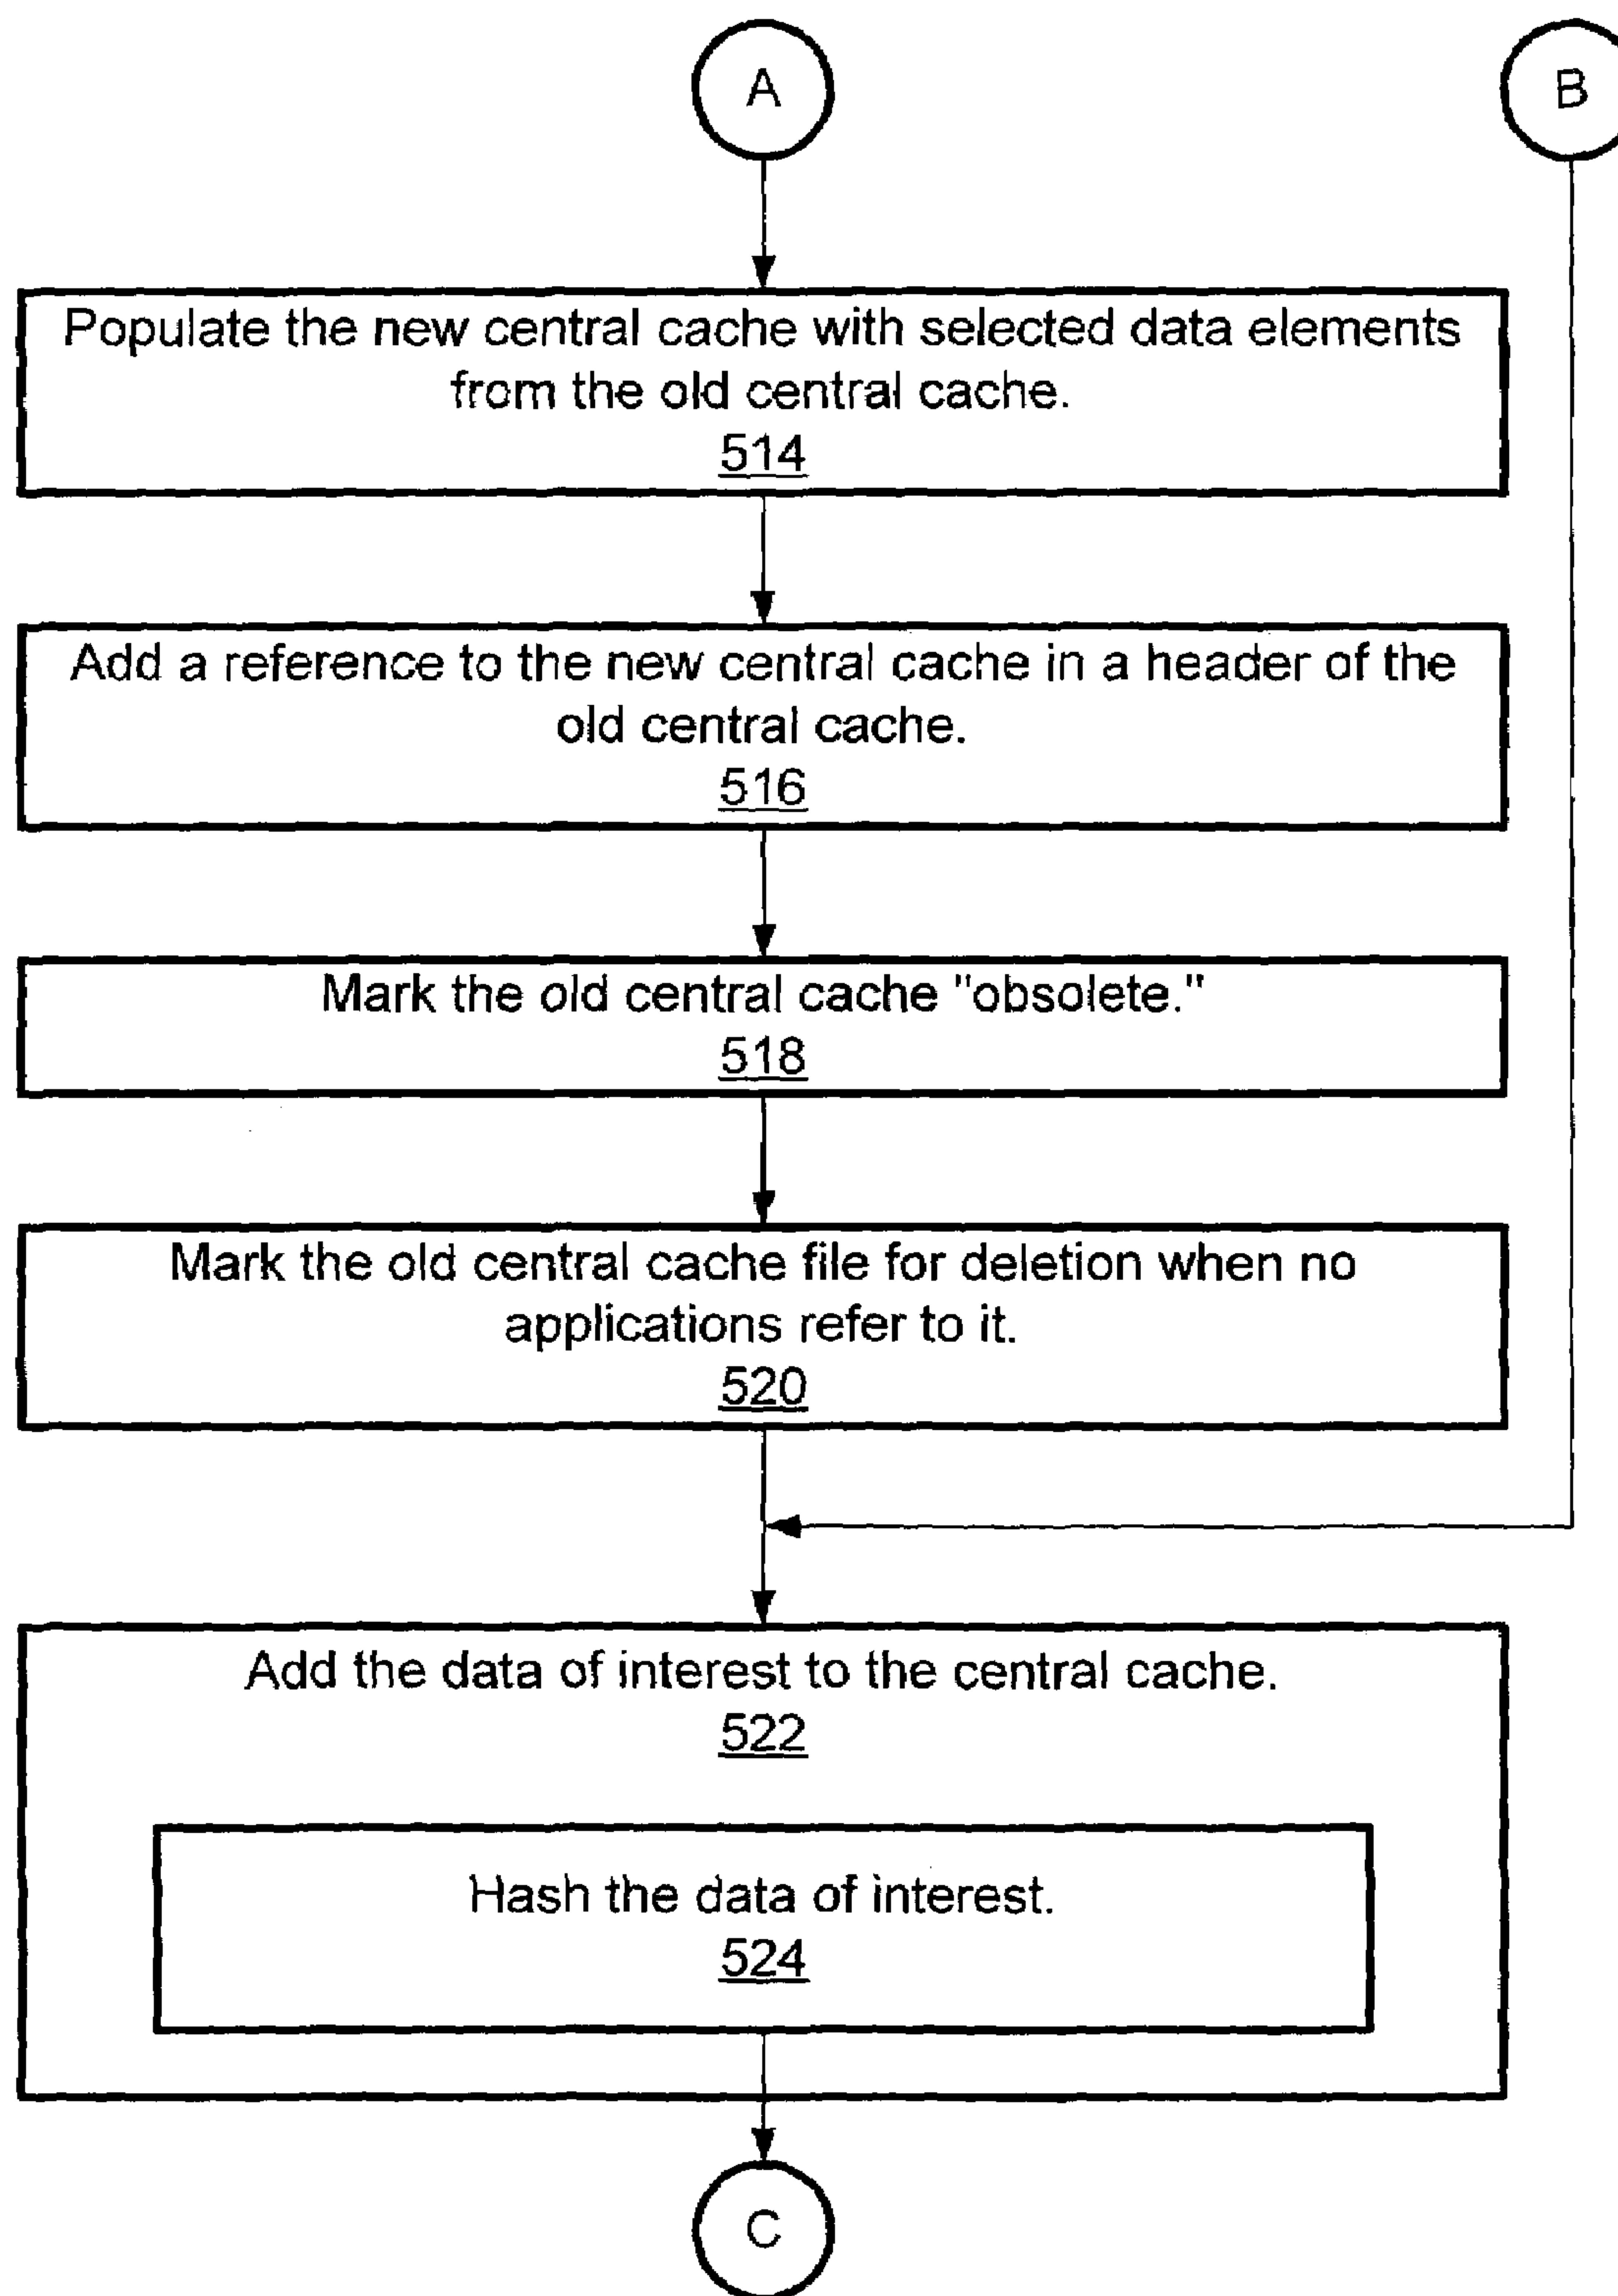 A
B
Populate the new central cache with selected data elements
from the old central cache.
514
Add a reference to the new central cache in a header of the
old central cache.
516
Mark the old central cache "obsolete."
518
Mark the old central cache file for deletion when no
applications refer to it.
520
Add the data of interest to the central cache.
522
Hash the data of interest.
524
C